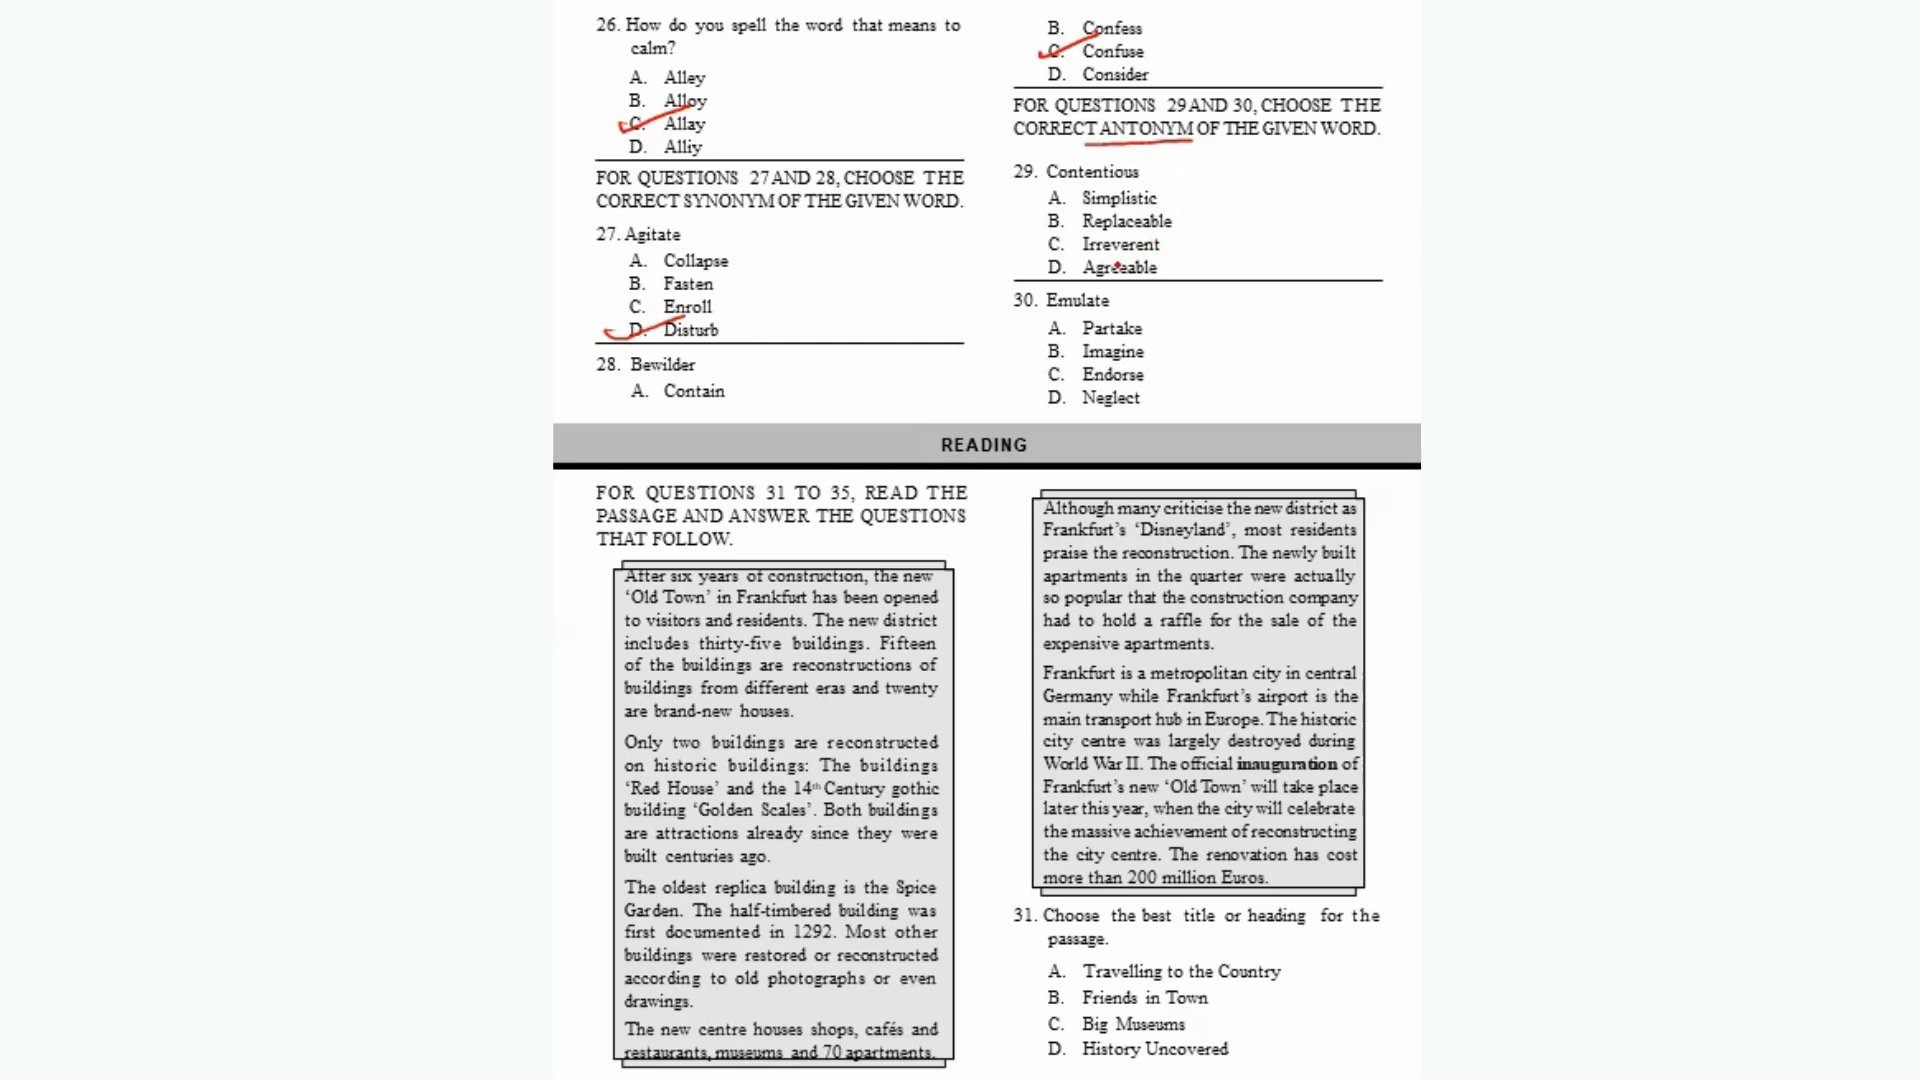 26. How do you spell the word that means to
calm?
A. Alley
B. Alloy
C. Allay
D. Alliy
FOR QUESTIONS 27 AND 28, CHOOSE THE
CORRECT SYNONYM OF THE GIVEN WORD.
27. Agitate
A. Collapse
B. Fasten
C. Enroll
D. Disturb
28. Bewilder
A. Contain
B. Confess
C. Confuse
D. Consider
FOR QUESTIONS 29 AND 30, CHOOSE THE
CORRECT ANTONYM OF THE GIVEN WORD.
29. Contentious
A. Simplistic
B. Replaceable
C. Irreverent
D. Agreeable
30. Emulate
A. Partake
B. Imagine
C. Endorse
D. Neglect
READING
FOR QUESTIONS 31 TO 35, READ THE
PASSAGE AND ANSWER THE QUESTIONS
THAT FOLLOW.
After six years of construction, the new
‘Old Town’ in Frankfurt has been opened
to visitors and residents. The new district
includes thirty-five buildings. Fifteen
of the buildings are reconstructions of
buildings from different eras and twenty
are brand-new houses.
Only two buildings are reconstructed
on historic buildings: The buildings
‘Red House’ and the 14th Century gothic
building ‘Golden Scales’. Both buildings
are attractions already since they were
built centuries ago.
The oldest replica building is the Spice
Garden. The half-timbered building was
first documented in 1292. Most other
buildings were restored or reconstructed
according to old photographs or even
drawings.
The new centre houses shops, cafés and
restaurants, museums and 70 apartments.
Although many criticise the new district as
Frankfurt’s ‘Disneyland’, most residents
praise the reconstruction. The newly built
apartments in the quarter were actually
so popular that the construction company
had to hold a raffle for the sale of the
expensive apartments.
Frankfurt is a metropolitan city in central
Germany while Frankfurt’s airport is the
main transport hub in Europe. The historic
city centre was largely destroyed during
World War II. The official inauguration of
Frankfurt’s new ‘Old Town’ will take place
later this year, when the city will celebrate
the massive achievement of reconstructing
the city centre. The renovation has cost
more than 200 million Euros.
31. Choose the best title or heading for the
passage.
A. Travelling to the Country
B. Friends in Town
C. Big Museums
D. History Uncovered